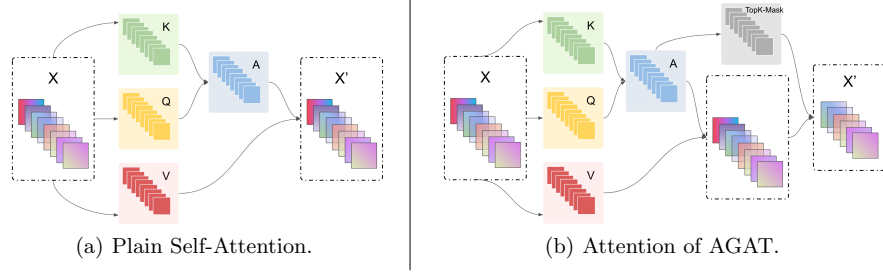 K
X
Q
A
X'
V
(a) Plain Self-Attention.
TopK-Mask
K
X
Q
A
X'
V
(b) Attention of AGAT.